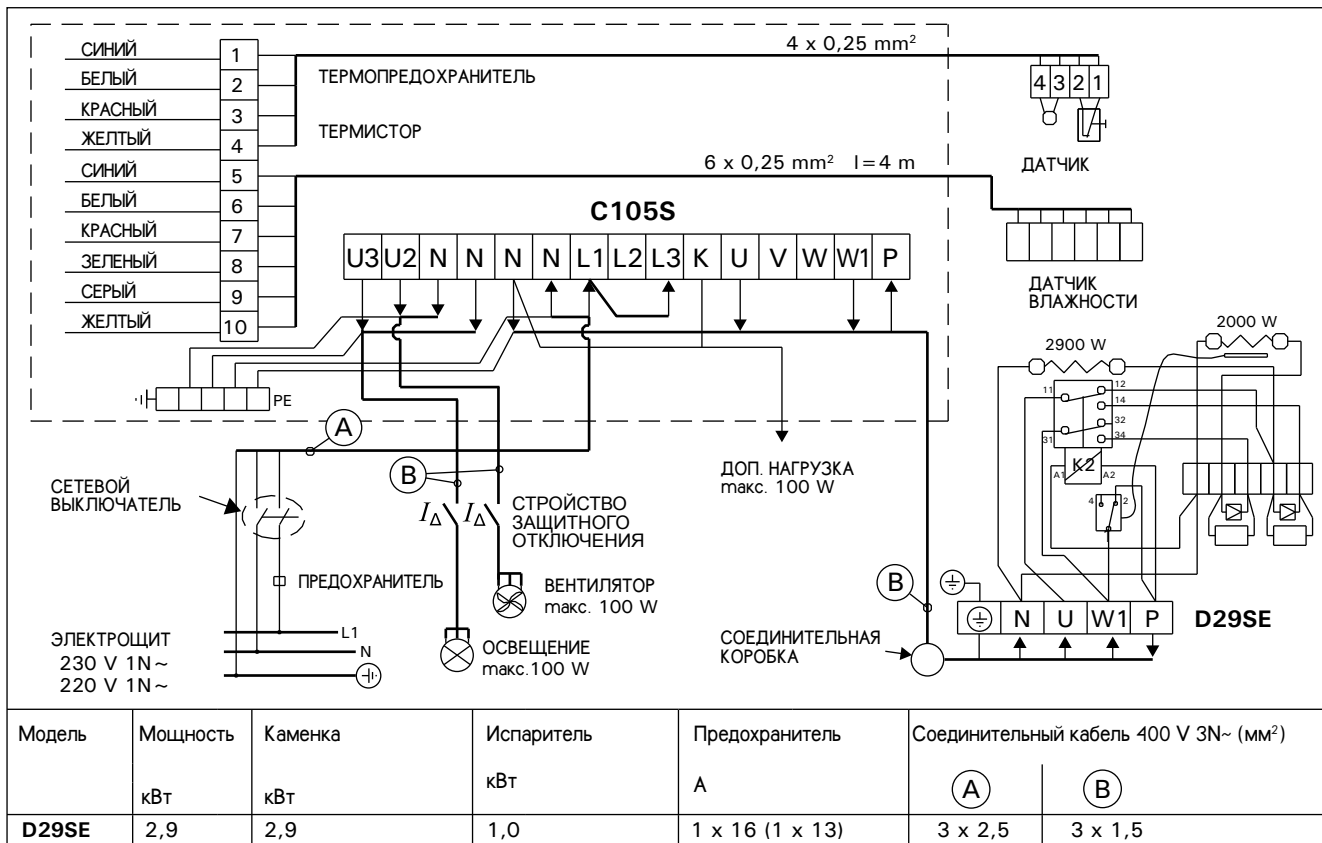 СИНИЙ 1
БЕЛЫЙ 2
КРАСНЫЙ 3
ЖЕЛТЫЙ 4
СИНИЙ 5
БЕЛЫЙ 6
КРАСНЫЙ 7
ЗЕЛЕНЫЙ 8
СЕРЫЙ 9
ЖЕЛТЫЙ 10
ТЕРМОПРЕДОХРАНИТЕЛЬ
ТЕРМИСТОР
4 x 0,25 mm²
4 3 2 1
ДАТЧИК
6 x 0,25 mm² l=4 m
ДАТЧИК
ВЛАЖНОСТИ
C105S
U3 U2 N N N N L1 L2 L3 K U V W W1 P
PE
A
B
СЕТЕВОЙ
ВЫКЛЮЧАТЕЛЬ
I∆ I∆
СТРОЙСТВО
ЗАЩИТНОГО
ОТКЛЮЧЕНИЯ
ДОП. НАГРУЗКА
макс. 100 W
ПРЕДОХРАНИТЕЛЬ
ВЕНТИЛЯТОР
макс. 100 W
ОСВЕЩЕНИЕ
макс.100 W
ЭЛЕКТРОЩИТ
230 V 1N~
220 V 1N~
L1
N
B
СОЕДИНИТЕЛЬНАЯ
КОРОБКА
2000 W
2900 W
11 12
14
32
31 34
K2
A1 A2
4 2
N U W1 P
D29SE
Модель Мощность Каменка Испаритель Предохранитель Соединительный кабель 400 V 3N~ (мм²)
кВт кВт кВт А A B
D29SE 2,9 2,9 1,0 1 x 16 (1 x 13) 3 x 2,5 3 x 1,5